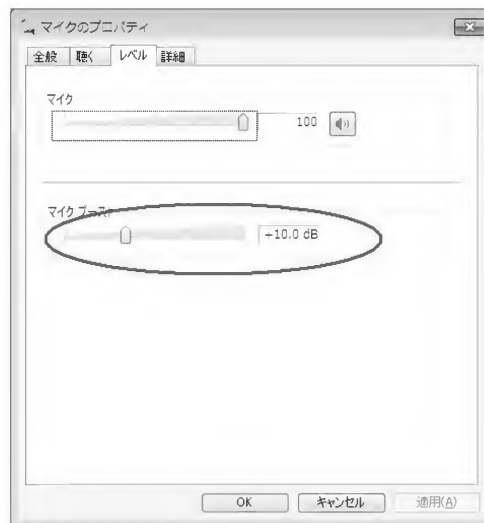 マイクのプロパティ
全般 聴く レベル 詳細
マイク
100
マイク ブースト
+10.0 dB
OK キャンセル 適用(A)